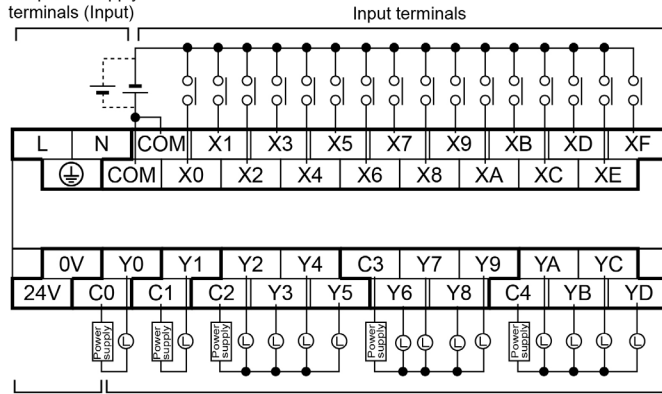 terminals (Input)
Input terminals
L N COM X1 X3 X5 X7 X9 XB XD XF
COM X0 X2 X4 X6 X8 XA XC XE
0V Y0 Y1 Y2 Y4 C3 Y7 Y9 YA YC
24V C0 C1 C2 Y3 Y5 Y6 Y8 C4 YB YD
Power supply L Power supply L Power supply L L L L Power supply L L L L Power supply L L L L